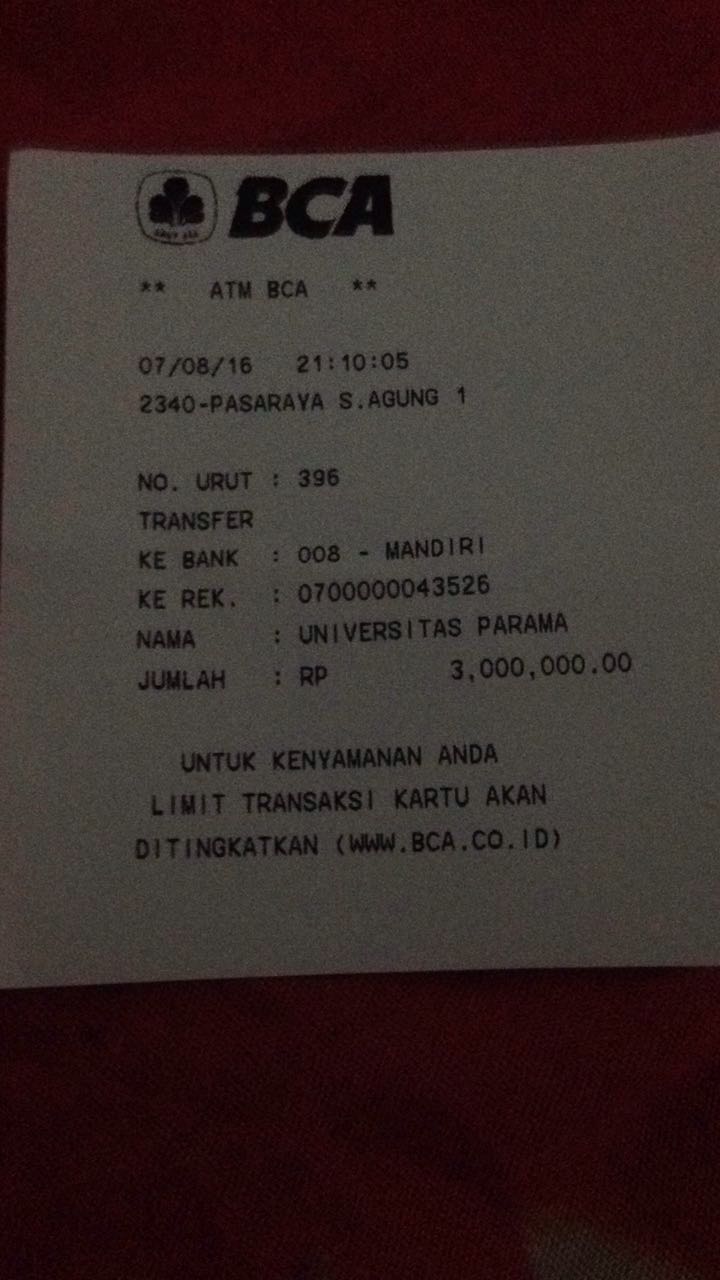 BCA
** ATM BCA **
07/08/16 21:10:05
2340-PASARAYA S.AGUNG 1
NO. URUT : 396
TRANSFER
KE BANK : 008 - MANDIRI
KE REK. : 0700000043526
NAMA : UNIVERSITAS PARAMA
JUMLAH : RP 3,000,000.00
UNTUK KENYAMANAN ANDA
LIMIT TRANSAKSI KARTU AKAN
DITINGKATKAN (WWW.BCA.CO.ID)